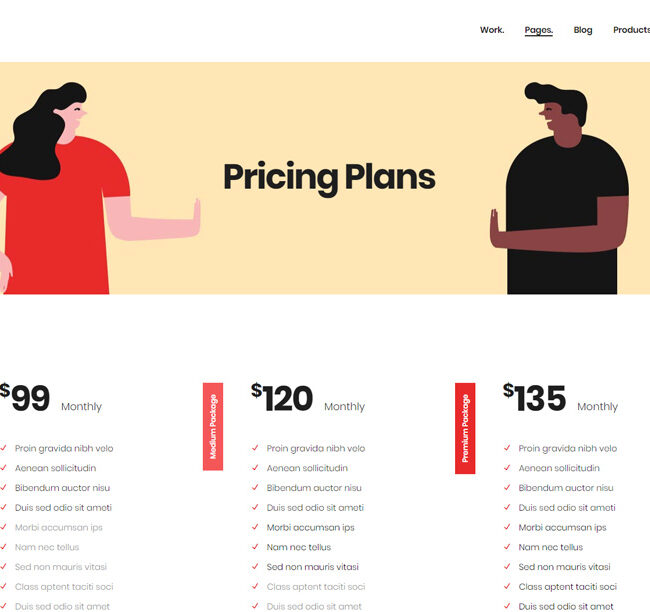 Work. Pages. Blog Products
Pricing Plans
$99 Monthly
Proin gravida nibh velo
Aenean sollicitudin
Bibendum auctor nisu
Duis sed odio sit ameti
Morbi accumsan ips
Nam nec tellus
Sed non mauris vitasi
Class aptent taciti soci
Duis sed odio sit amet
Medium Package
$120 Monthly
Proin gravida nibh velo
Aenean sollicitudin
Bibendum auctor nisu
Duis sed odio sit ameti
Morbi accumsan ips
Nam nec tellus
Sed non mauris vitasi
Class aptent taciti soci
Duis sed odio sit amet
Premium Package
$135 Monthly
Proin gravida nibh velo
Aenean sollicitudin
Bibendum auctor nisu
Duis sed odio sit ameti
Morbi accumsan ips
Nam nec tellus
Sed non mauris vitasi
Class aptent taciti soci
Duis sed odio sit amet